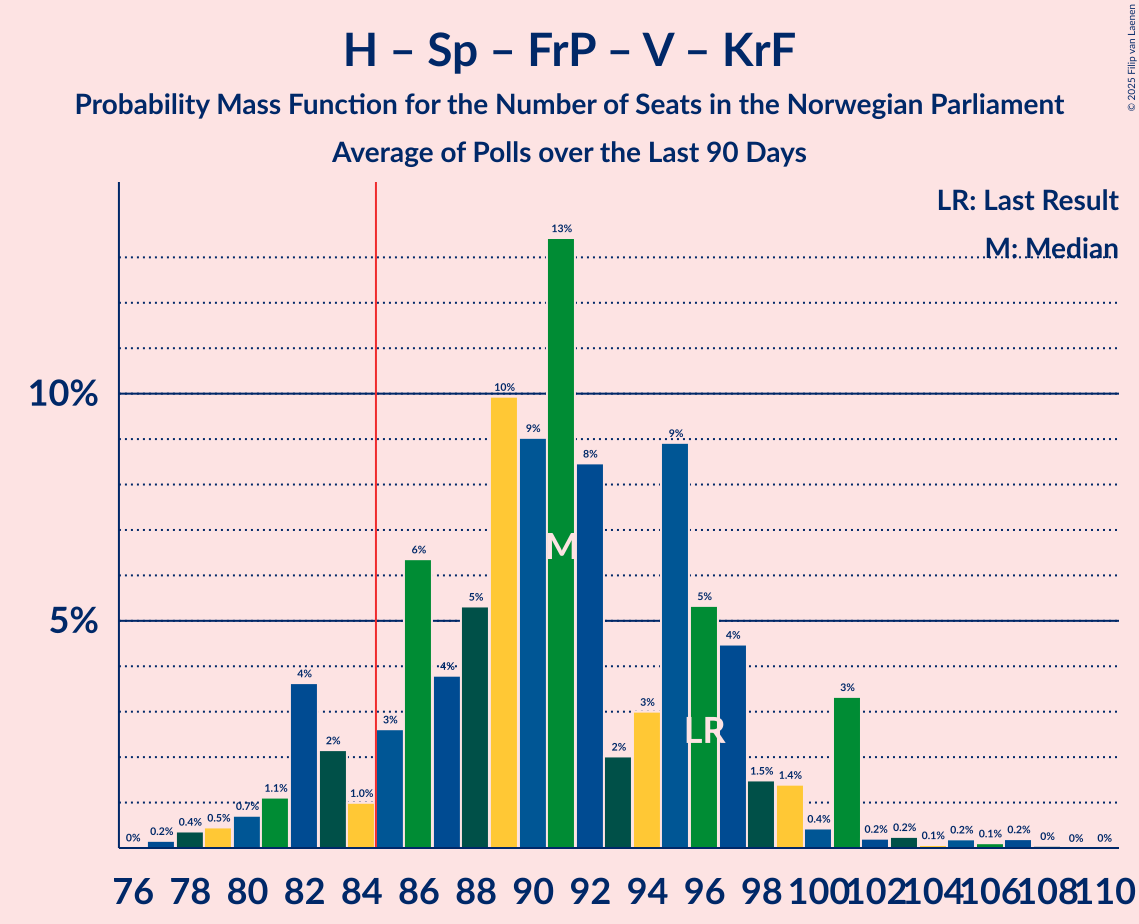 H – Sp – FrP – V – KrF
Probability Mass Function for the Number of Seats in the Norwegian Parliament
Average of Polls over the Last 90 Days
© 2025 Filip van Laenen
LR: Last Result
M: Median
10%
5%
0% 0.2% 0.4% 0.5% 0.7% 1.1% 4% 2% 1.0% 3% 6% 4% 5% 10% 9% 13% 8% 2% 3% 9% 5% 4% 1.5% 1.4% 0.4% 3% 0.2% 0.2% 0.1% 0.2% 0.1% 0.2% 0% 0% 0%
M
LR
76 78 80 82 84 86 88 90 92 94 96 98 100 102 104 106 108 110